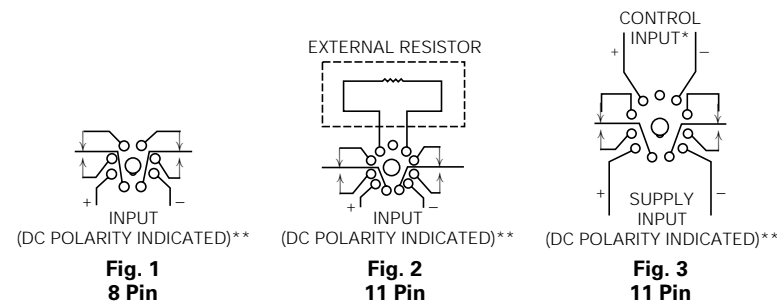 CONTROL
INPUT*
+ −
EXTERNAL RESISTOR
+ −
INPUT
(DC POLARITY INDICATED)**
Fig. 1
8 Pin
+ −
INPUT
(DC POLARITY INDICATED)**
Fig. 2
11 Pin
+ −
SUPPLY
INPUT
(DC POLARITY INDICATED)**
Fig. 3
11 Pin